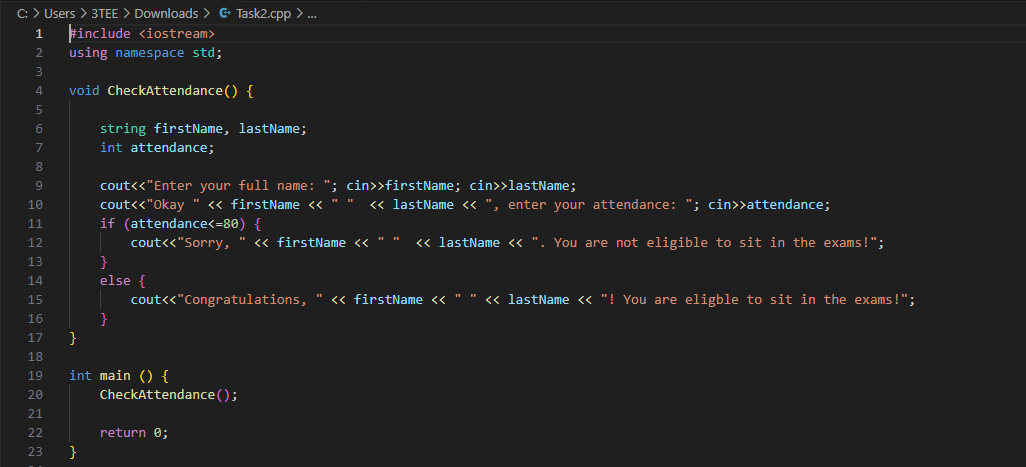 C: > Users > 3TEE > Downloads > Task2.cpp > ...
1 #include <iostream>
2 using namespace std;
3
4 void CheckAttendance() {
5
6 string firstName, lastName;
7 int attendance;
8
9 cout<<"Enter your full name: "; cin>>firstName; cin>>lastName;
10 cout<<"Okay " << firstName << " "  << lastName << ", enter your attendance: "; cin>>attendance;
11 if (attendance<=80) {
12 cout<<"Sorry, " << firstName << " "  << lastName << ". You are not eligible to sit in the exams!";
13 }
14 else {
15 cout<<"Congratulations, " << firstName << " " << lastName << "! You are eligble to sit in the exams!";
16 }
17 }
18
19 int main () {
20 CheckAttendance();
21
22 return 0;
23 }